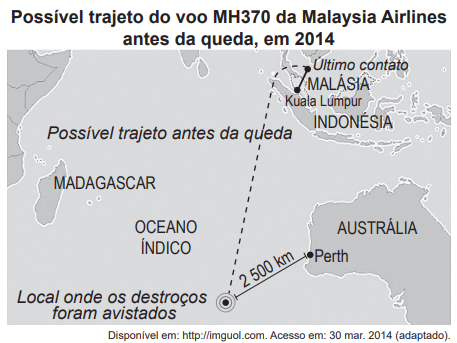 Possível trajeto do voo MH370 da Malaysia Airlines
antes da queda, em 2014
Último contato
MALÁSIA
Kuala Lumpur
INDONÉSIA
Possível trajeto antes da queda
MADAGASCAR
OCEANO
ÍNDICO
AUSTRÁLIA
Perth
2 500 km
Local onde os destroços
foram avistados
Disponível em: http://imguol.com. Acesso em: 30 mar. 2014 (adaptado).